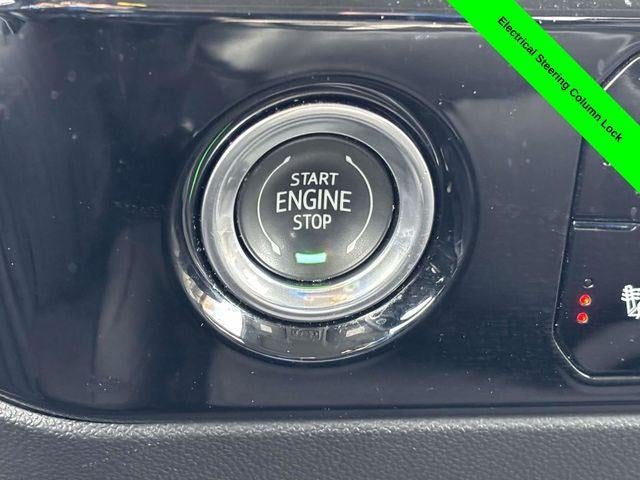 Electrical Steering Column Lock
START
ENGINE
STOP